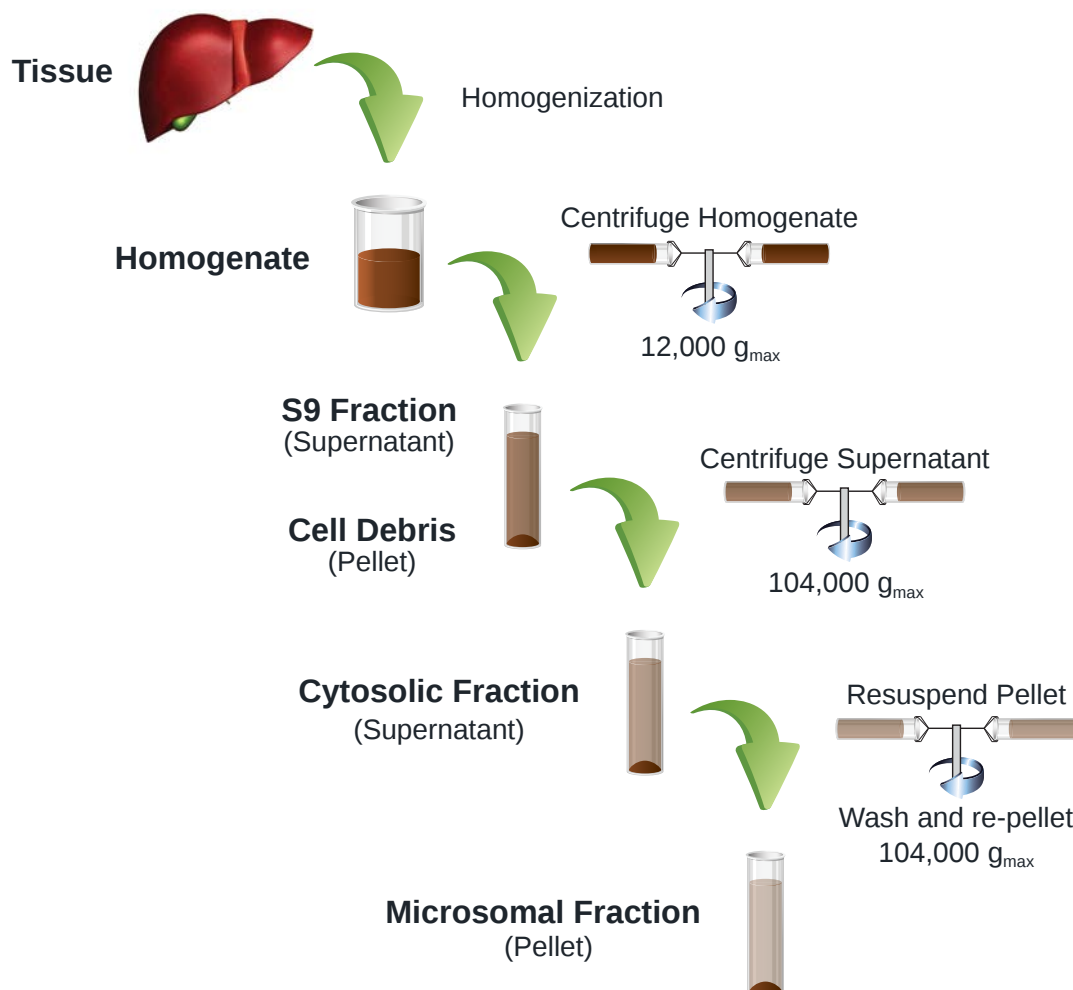 Tissue
Homogenization
Homogenate
Centrifuge Homogenate
12,000 gmax
S9 Fraction
(Supernatant)
Centrifuge Supernatant
Cell Debris
(Pellet)
104,000 gmax
Cytosolic Fraction
(Supernatant)
Resuspend Pellet
Wash and re-pellet
104,000 gmax
Microsomal Fraction
(Pellet)